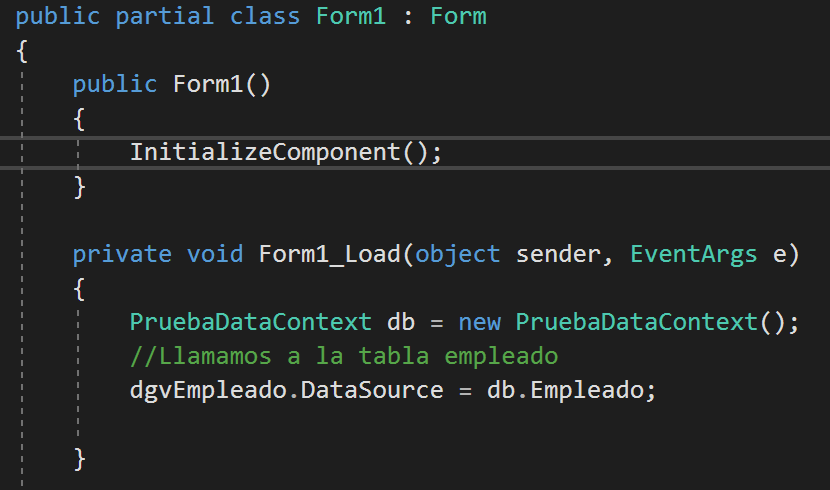 public partial class Form1 : Form
{
public Form1()
{
InitializeComponent();
}
private void Form1_Load(object sender, EventArgs e)
{
PruebaDataContext db = new PruebaDataContext();
//Llamamos a la tabla empleado
dgvEmpleado.DataSource = db.Empleado;
}